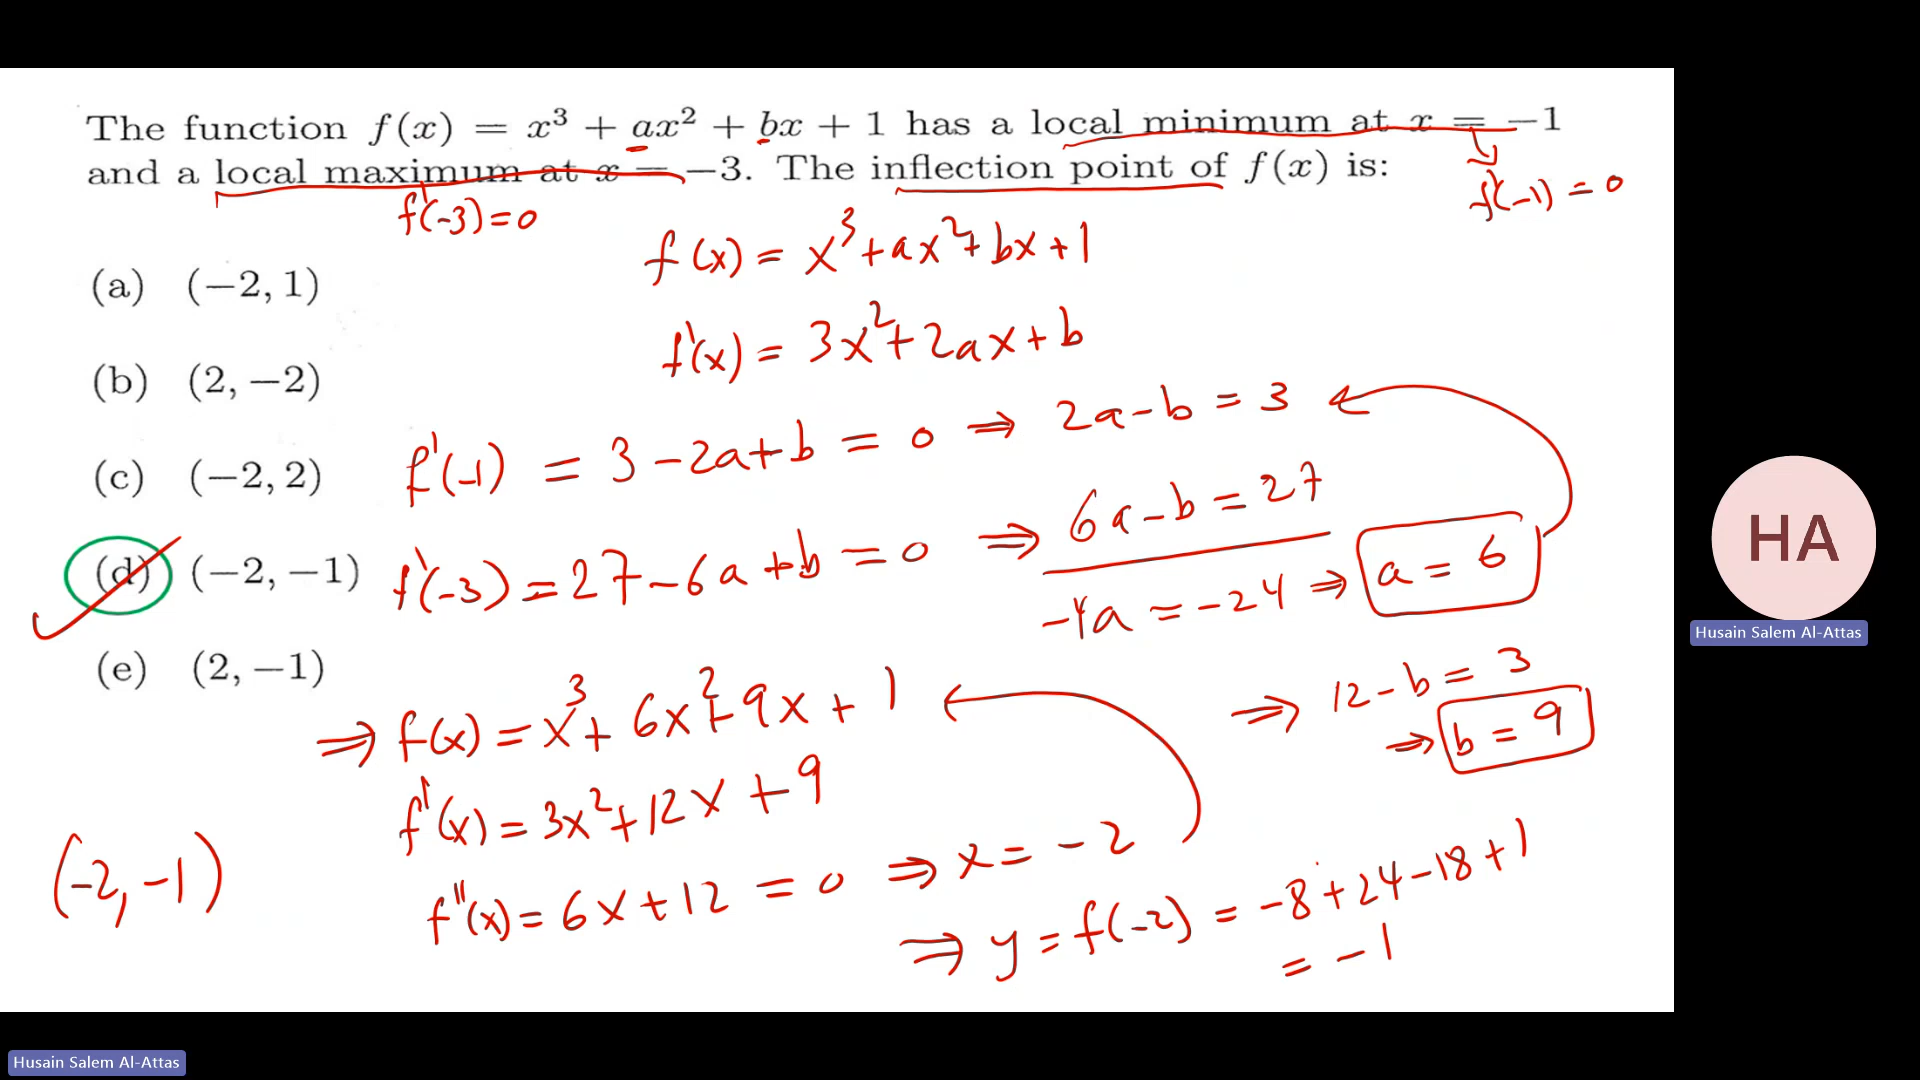 The function f(x) = x³ + ax² + bx + 1 has a local minimum at x = −1
and a local maximum at x = −3. The inflection point of f(x) is:
f'(-3) = 0
f'(-1) = 0
f(x) = x³ + ax² + bx + 1
(a) (−2, 1)
f'(x) = 3x² + 2ax + b
(b) (2, −2)
f'(-1) = 3 - 2a + b = 0 ⇒ 2a - b = 3
(c) (−2, 2)
f'(-3) = 27 - 6a + b = 0 ⇒ 6a - b = 27
(d) (−2, −1)
-4a = -24 ⇒ a = 6
HA
Husain Salem Al-Attas
(e) (2, −1)
⇒ 12 - b = 3
⇒ b = 9
⇒ f(x) = x³ + 6x² + 9x + 1
f'(x) = 3x² + 12x + 9
f''(x) = 6x + 12 = 0 ⇒ x = -2
⇒ y = f(-2) = -8 + 24 - 18 + 1
= -1
(-2, -1)
Husain Salem Al-Attas